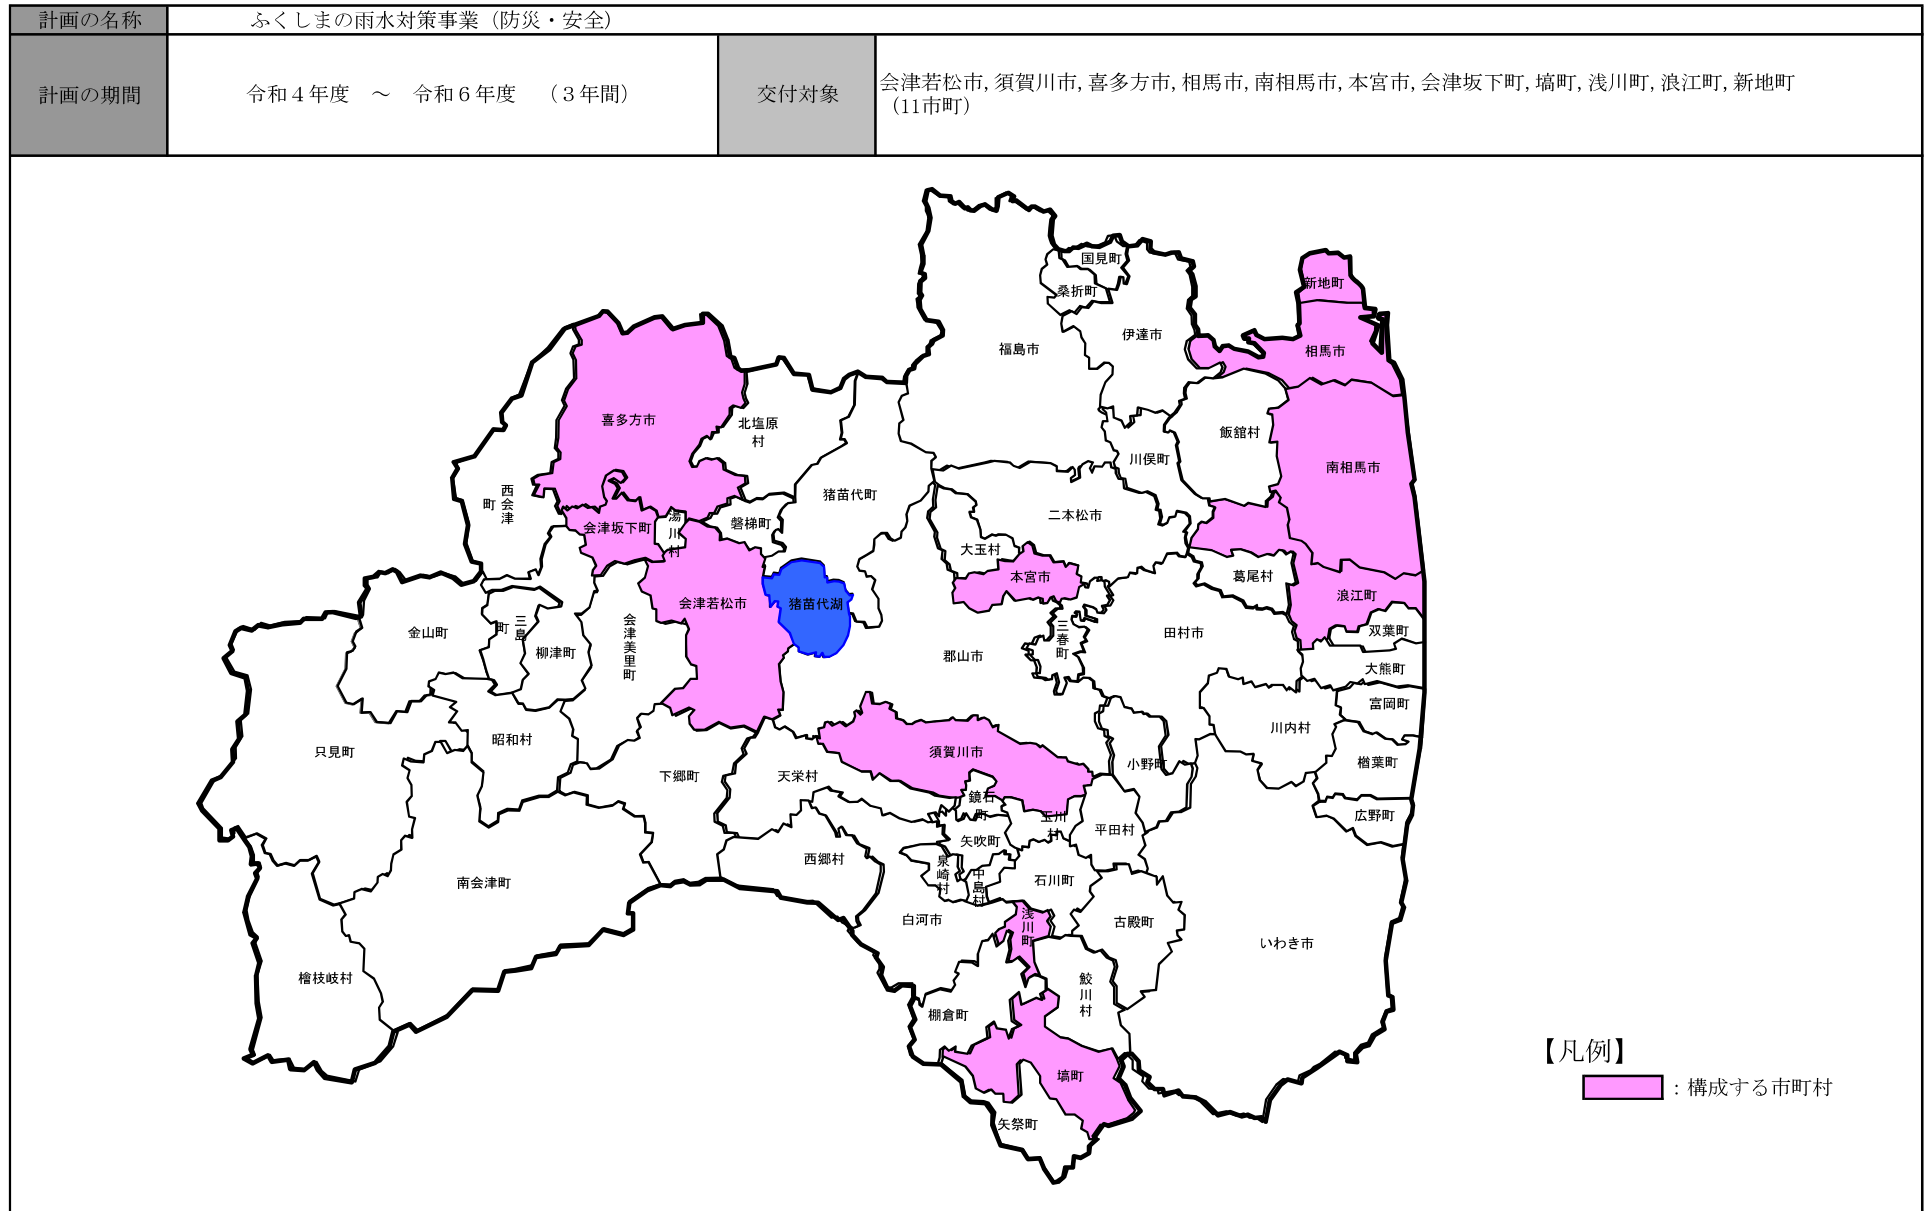 計画の名称
ふくしまの雨水対策事業（防災・安全）
計画の期間
令和４年度　～　令和６年度　（３年間）
交付対象
会津若松市, 須賀川市, 喜多方市, 相馬市, 南相馬市, 本宮市, 会津坂下町, 塙町, 浅川町, 浪江町, 新地町
（11市町）
国見町
新地町
桑折町
伊達市
福島市
相馬市
喜多方市
北塩原
村
飯舘村
川俣町
南相馬市
西会津
町
猪苗代町
二本松市
磐梯町
会津坂下町
湯川村
大玉村
本宮市
葛尾村
浪江町
猪苗代湖
会津若松市
会津美里町
三島
町
金山町
柳津町
三春町
田村市
双葉町
郡山市
大熊町
富岡町
川内村
昭和村
只見町
須賀川市
楢葉町
小野町
下郷町
天栄村
鏡石
町
玉川
村
広野町
平田村
矢吹町
西郷村
泉崎村
中島村
石川町
南会津町
白河市
浅川町
古殿町
いわき市
檜枝岐村
鮫川村
棚倉町
塙町
矢祭町
【凡例】
：構成する市町村